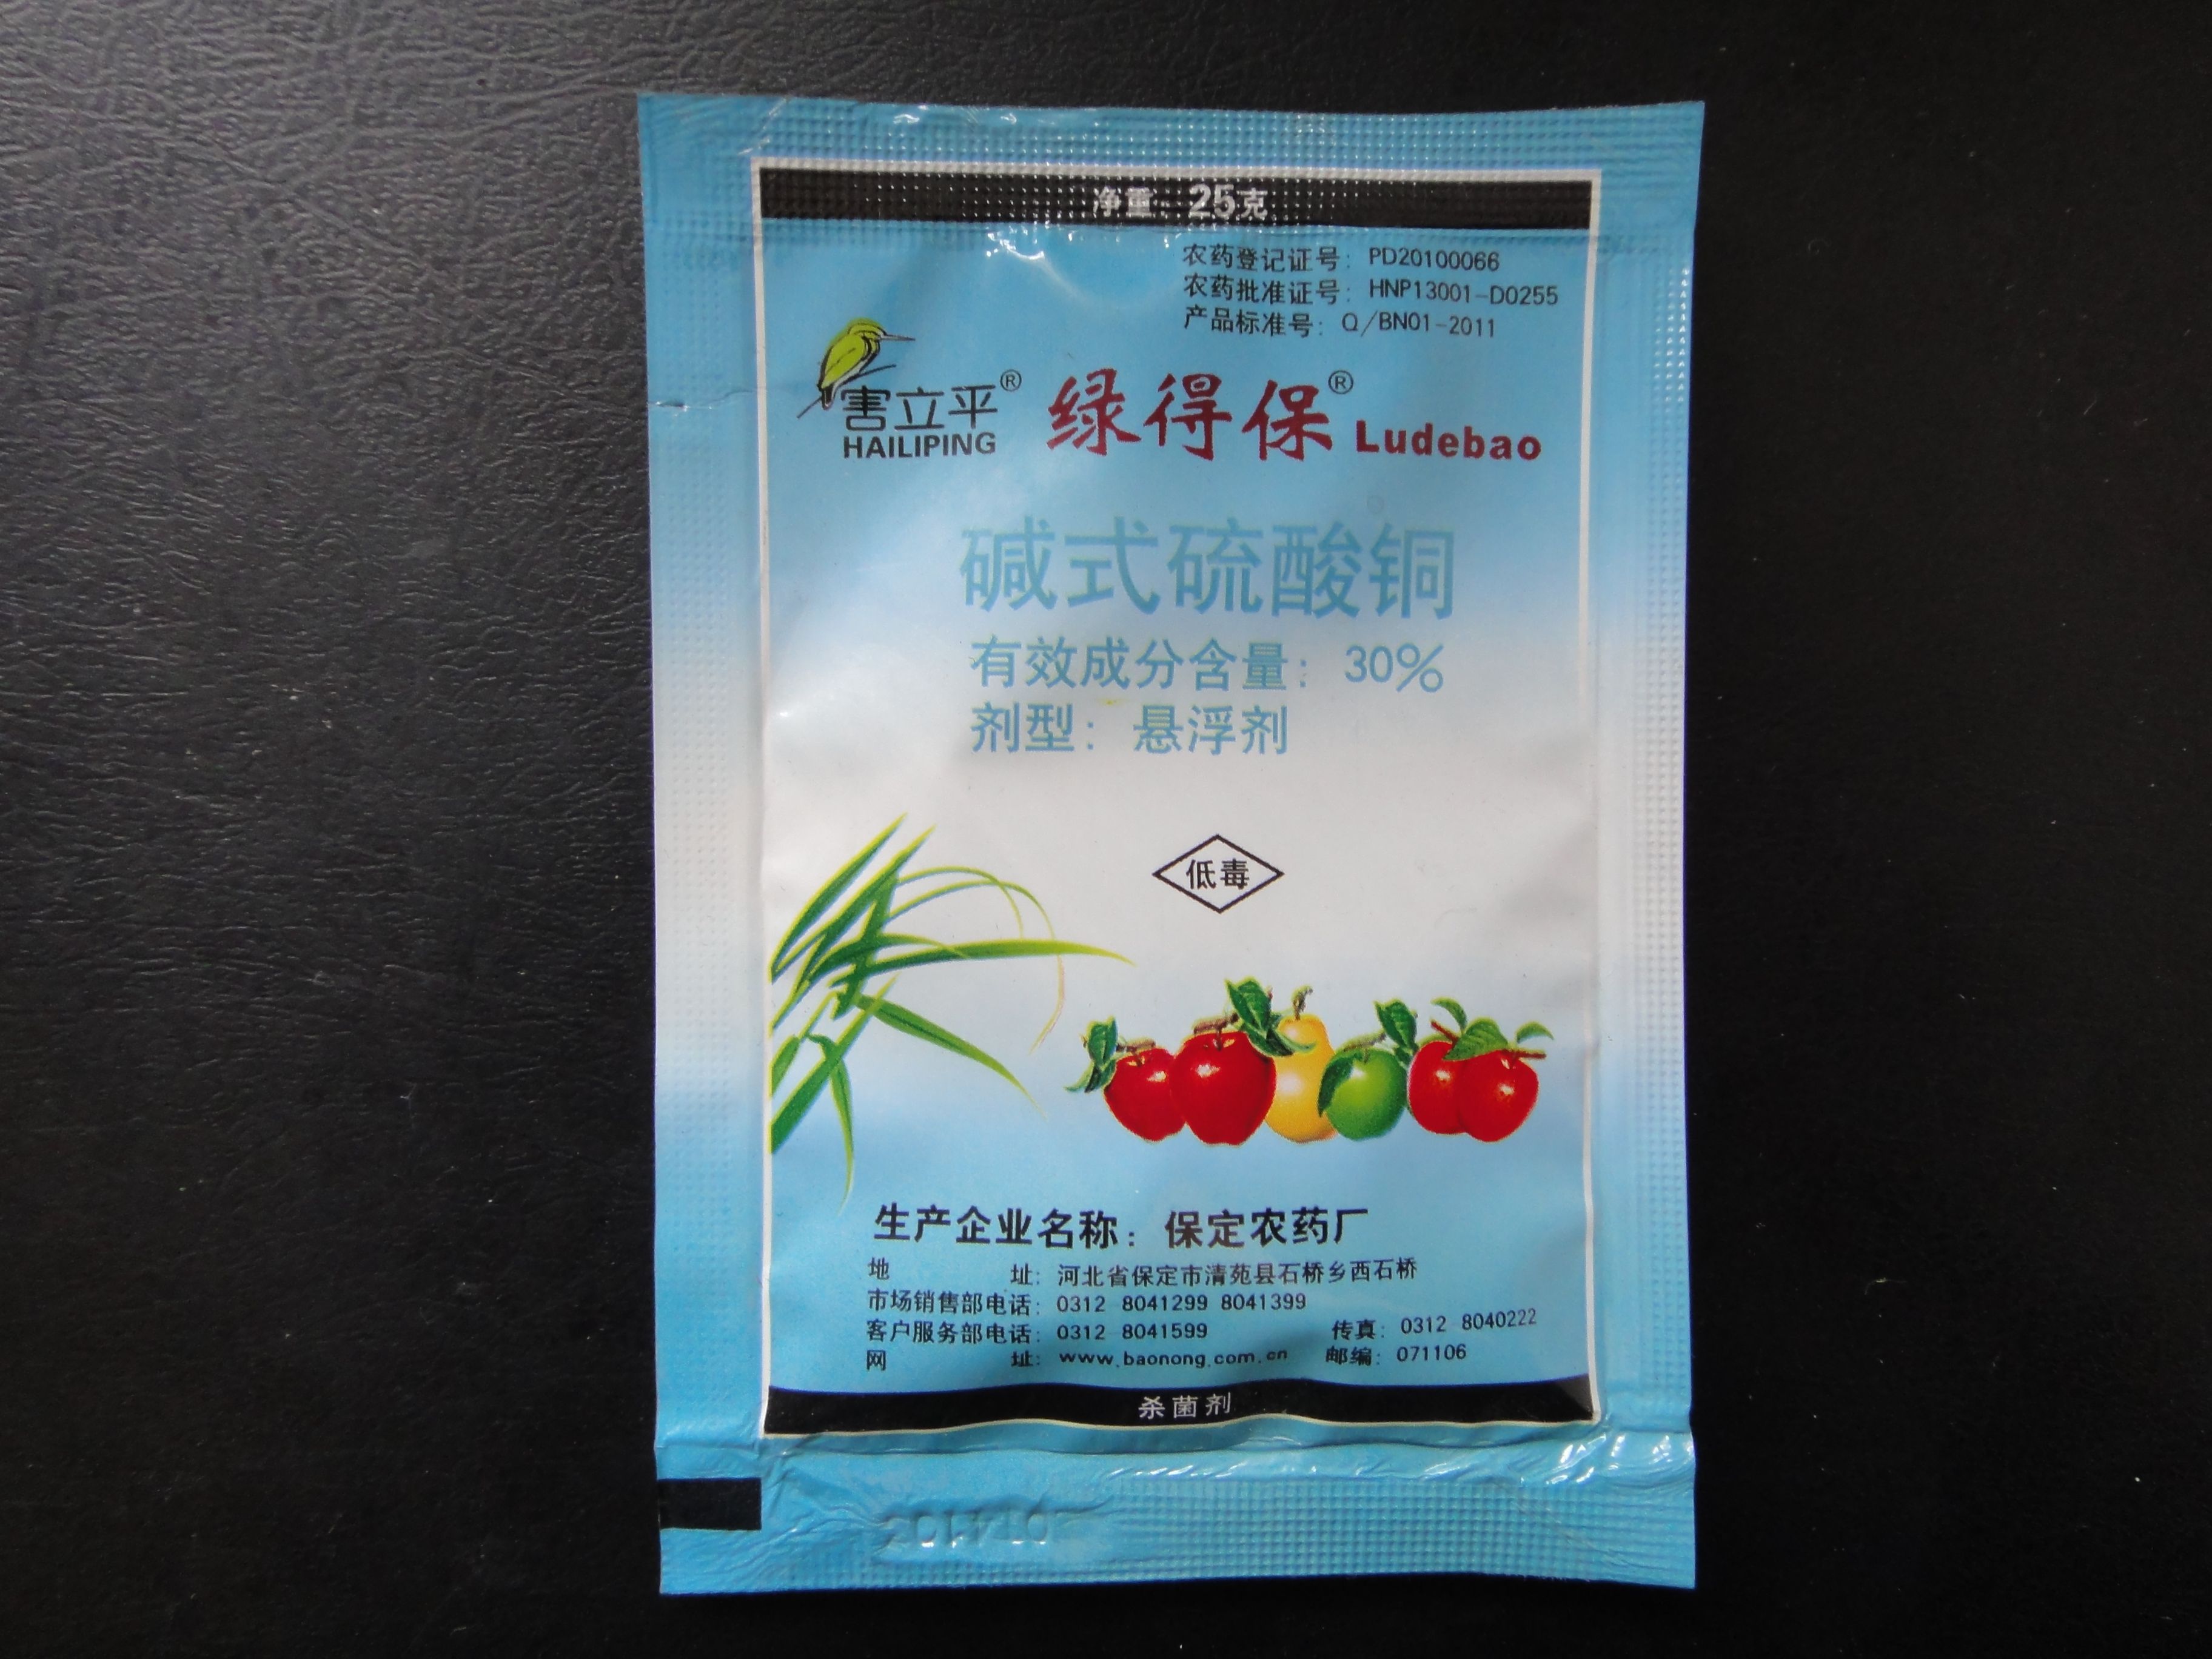 净重：25克
农药登记证号：PD20100066
农药批准证号：HNP13001-D0255
产品标准号：Q/BN01-2011
害立平®
HAILIPING
绿得保® Ludebao
碱式硫酸铜
有效成分含量：30%
剂型：悬浮剂
低毒
生产企业名称：保定农药厂
地址：河北省保定市清苑县石桥乡西石桥
市场销售部电话：0312 8041299 8041399
客户服务部电话：0312 8041599 传真：0312 8040222
网址：www.baonong.com.cn 邮编：071106
杀菌剂